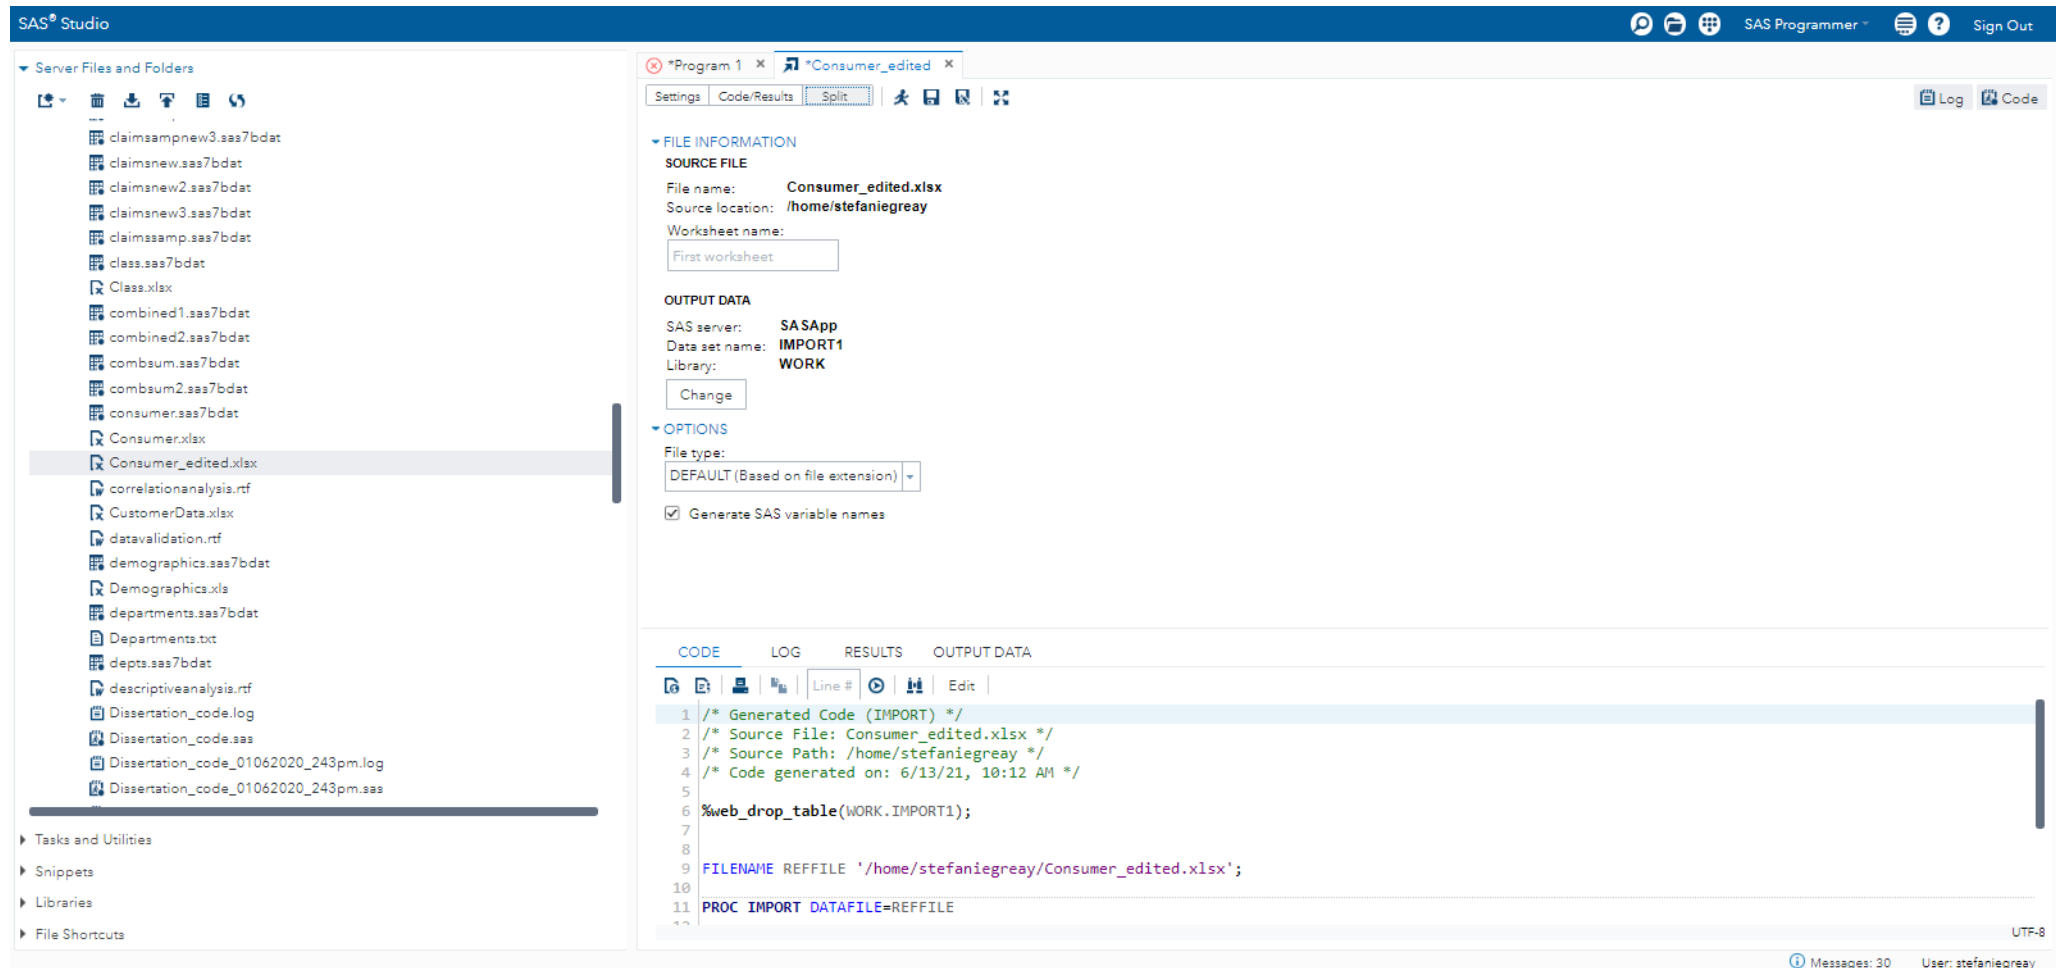 SAS® Studio
SAS Programmer
Sign Out
Server Files and Folders
claimsampnew3.sas7bdat
claimsnew.sas7bdat
claimsnew2.sas7bdat
claimsnew3.sas7bdat
claimssamp.sas7bdat
class.sas7bdat
Class.xlsx
combined1.sas7bdat
combined2.sas7bdat
combsum.sas7bdat
combsum2.sas7bdat
consumer.sas7bdat
Consumer.xlsx
Consumer_edited.xlsx
correlationanalysis.rtf
CustomerData.xlsx
datavalidation.rtf
demographics.sas7bdat
Demographics.xls
departments.sas7bdat
Departments.txt
depts.sas7bdat
descriptiveanalysis.rtf
Dissertation_code.log
Dissertation_code.sas
Dissertation_code_01062020_243pm.log
Dissertation_code_01062020_243pm.sas
Tasks and Utilities
Snippets
Libraries
File Shortcuts
*Program 1 *Consumer_edited
Settings Code/Results Split
Log Code
FILE INFORMATION
SOURCE FILE
File name: Consumer_edited.xlsx
Source location: /home/stefaniegreay
Worksheet name:
First worksheet
OUTPUT DATA
SAS server: SASApp
Data set name: IMPORT1
Library: WORK
Change
OPTIONS
File type:
DEFAULT (Based on file extension)
Generate SAS variable names
CODE LOG RESULTS OUTPUT DATA
Line # Edit
1 /* Generated Code (IMPORT) */
2 /* Source File: Consumer_edited.xlsx */
3 /* Source Path: /home/stefaniegreay */
4 /* Code generated on: 6/13/21, 10:12 AM */
5
6 %web_drop_table(WORK.IMPORT1);
7
8
9 FILENAME REFFILE '/home/stefaniegreay/Consumer_edited.xlsx';
10
11 PROC IMPORT DATAFILE=REFFILE
UTF-8
Messages: 30 User: stefaniegreay